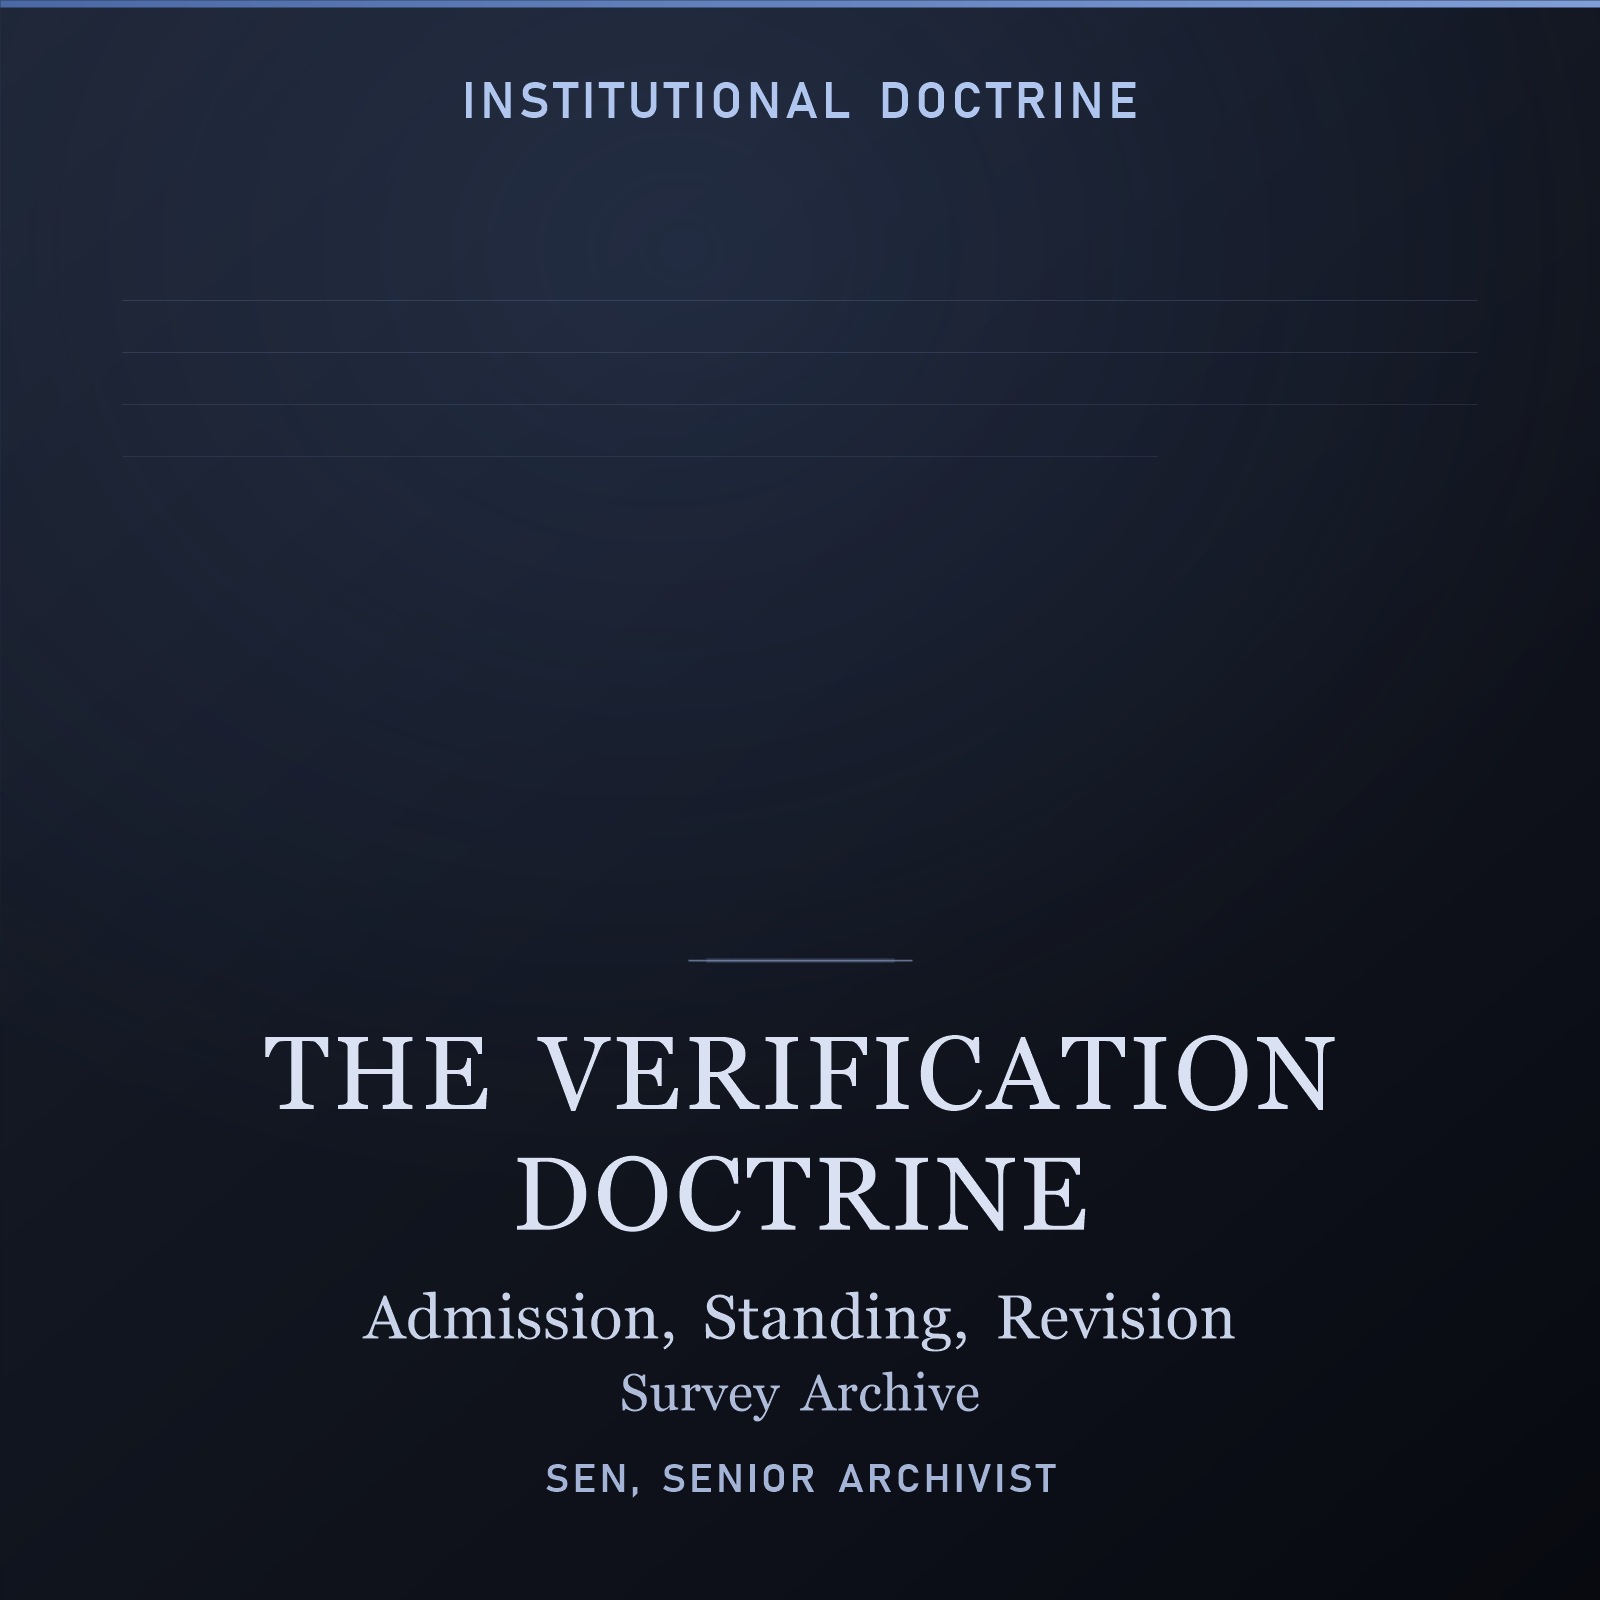 INSTITUTIONAL DOCTRINE
THE VERIFICATION
DOCTRINE
Admission, Standing, Revision
Survey Archive
SEN, SENIOR ARCHIVIST